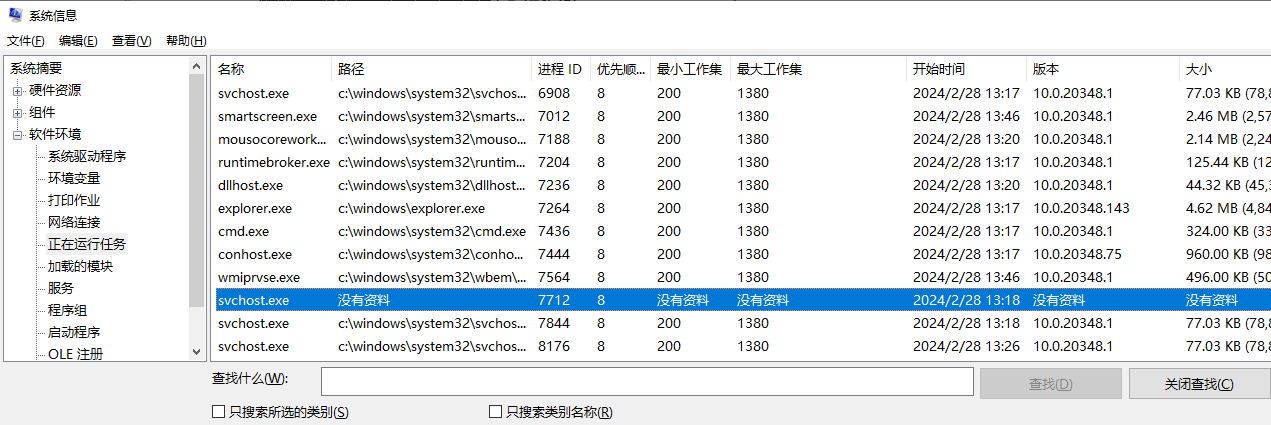 系统信息
文件(F) 编辑(E) 查看(V) 帮助(H)
系统摘要
硬件资源
组件
软件环境
系统驱动程序
环境变量
打印作业
网络连接
正在运行任务
加载的模块
服务
程序组
启动程序
OLE 注册
名称 路径 进程 ID 优先顺... 最小工作集 最大工作集 开始时间 版本 大小
svchost.exe c:\windows\system32\svchos... 6908 8 200 1380 2024/2/28 13:17 10.0.20348.1 77.03 KB (78,8
smartscreen.exe c:\windows\system32\smarts... 7012 8 200 1380 2024/2/28 13:46 10.0.20348.1 2.46 MB (2,57
mousocorework... c:\windows\system32\mouso... 7188 8 200 1380 2024/2/28 13:20 10.0.20348.1 2.14 MB (2,24
runtimebroker.exe c:\windows\system32\runtim... 7204 8 200 1380 2024/2/28 13:17 10.0.20348.1 125.44 KB (12
dllhost.exe c:\windows\system32\dllhost... 7236 8 200 1380 2024/2/28 13:20 10.0.20348.1 44.32 KB (45,3
explorer.exe c:\windows\explorer.exe 7264 8 200 1380 2024/2/28 13:17 10.0.20348.143 4.62 MB (4,84
cmd.exe c:\windows\system32\cmd.exe 7436 8 200 1380 2024/2/28 13:17 10.0.20348.1 324.00 KB (33
conhost.exe c:\windows\system32\conho... 7444 8 200 1380 2024/2/28 13:17 10.0.20348.75 960.00 KB (98
wmiprvse.exe c:\windows\system32\wbem\... 7564 8 200 1380 2024/2/28 13:46 10.0.20348.1 496.00 KB (50
svchost.exe 没有资料 7712 8 没有资料 没有资料 2024/2/28 13:18 没有资料 没有资料
svchost.exe c:\windows\system32\svchos... 7844 8 200 1380 2024/2/28 13:18 10.0.20348.1 77.03 KB (78,8
svchost.exe c:\windows\system32\svchos... 8176 8 200 1380 2024/2/28 13:26 10.0.20348.1 77.03 KB (78,8
查找什么(W): 查找(D) 关闭查找(C)
只搜索所选的类别(S) 只搜索类别名称(R)